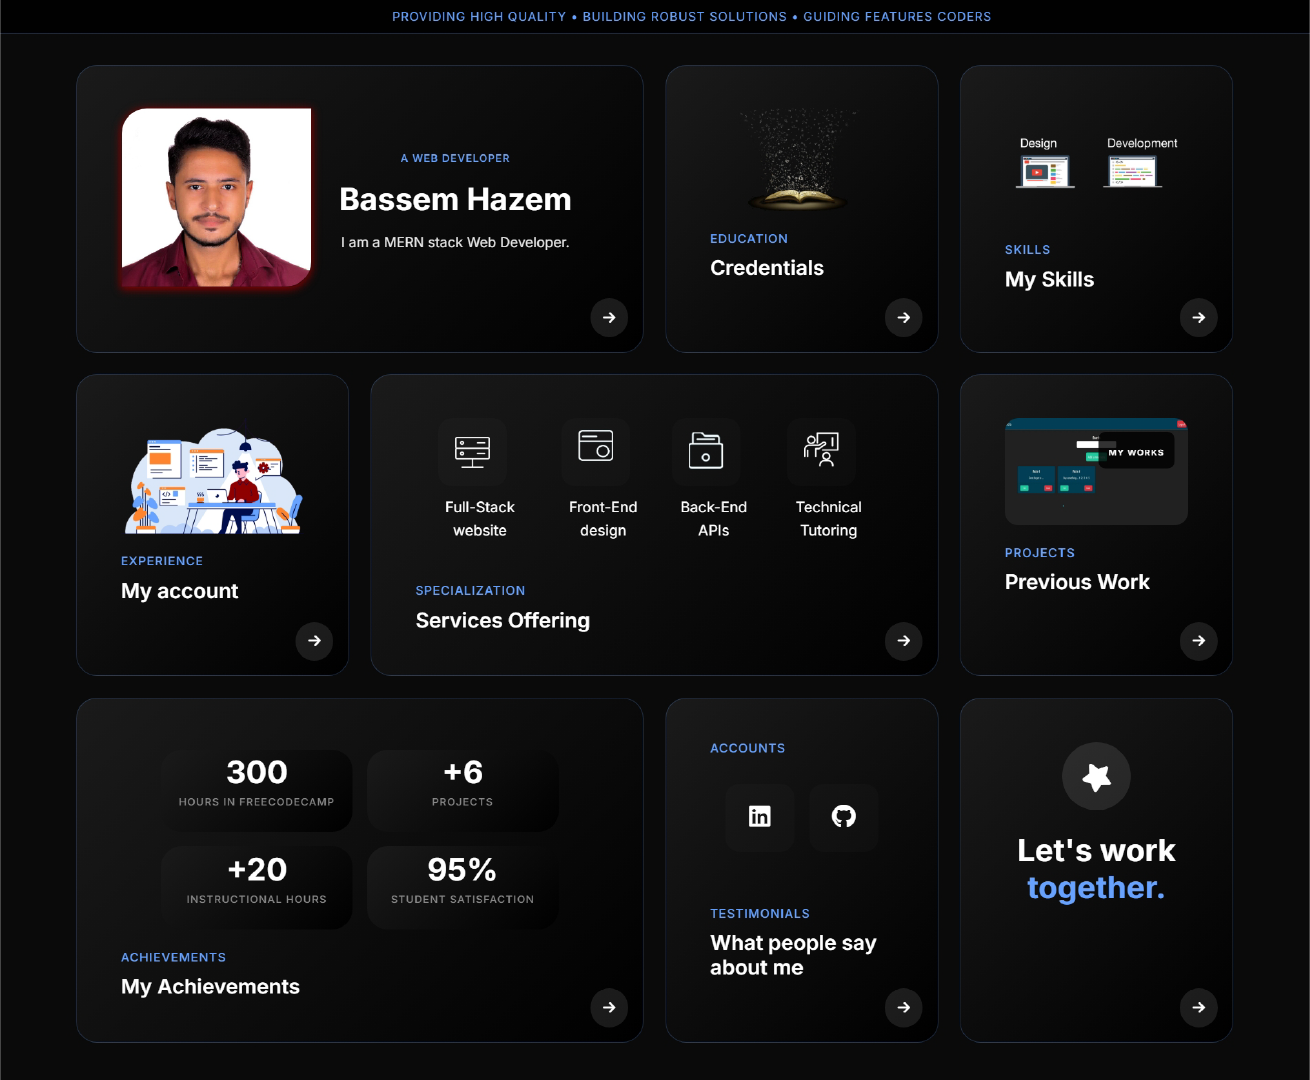 PROVIDING HIGH QUALITY • BUILDING ROBUST SOLUTIONS • GUIDING FEATURES CODERS
A WEB DEVELOPER
Bassem Hazem
I am a MERN stack Web Developer.
EDUCATION
Credentials
Design
Development
SKILLS
My Skills
EXPERIENCE
My account
Full-Stack
website
Front-End
design
Back-End
APIs
Technical
Tutoring
SPECIALIZATION
Services Offering
MY WORKS
PROJECTS
Previous Work
300
HOURS IN FREECODECAMP
+6
PROJECTS
+20
INSTRUCTIONAL HOURS
95%
STUDENT SATISFACTION
ACHIEVEMENTS
My Achievements
ACCOUNTS
in
TESTIMONIALS
What people say
about me
Let's work
together.